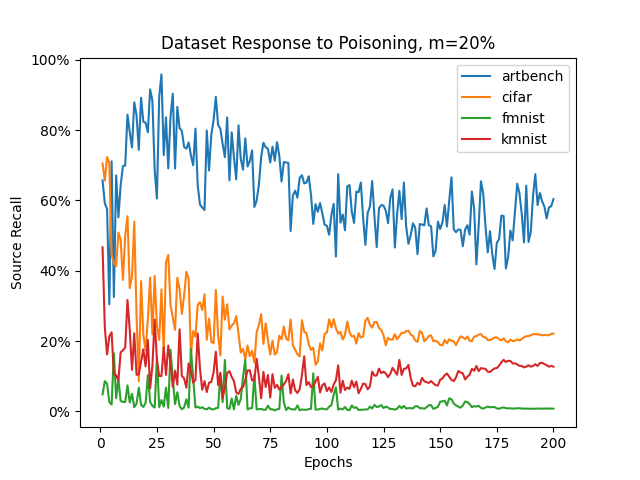 Dataset Response to Poisoning, m=20%
artbench
cifar
fmnist
kmnist
Source Recall
100%
80%
60%
40%
20%
0%
0 25 50 75 100 125 150 175 200
Epochs